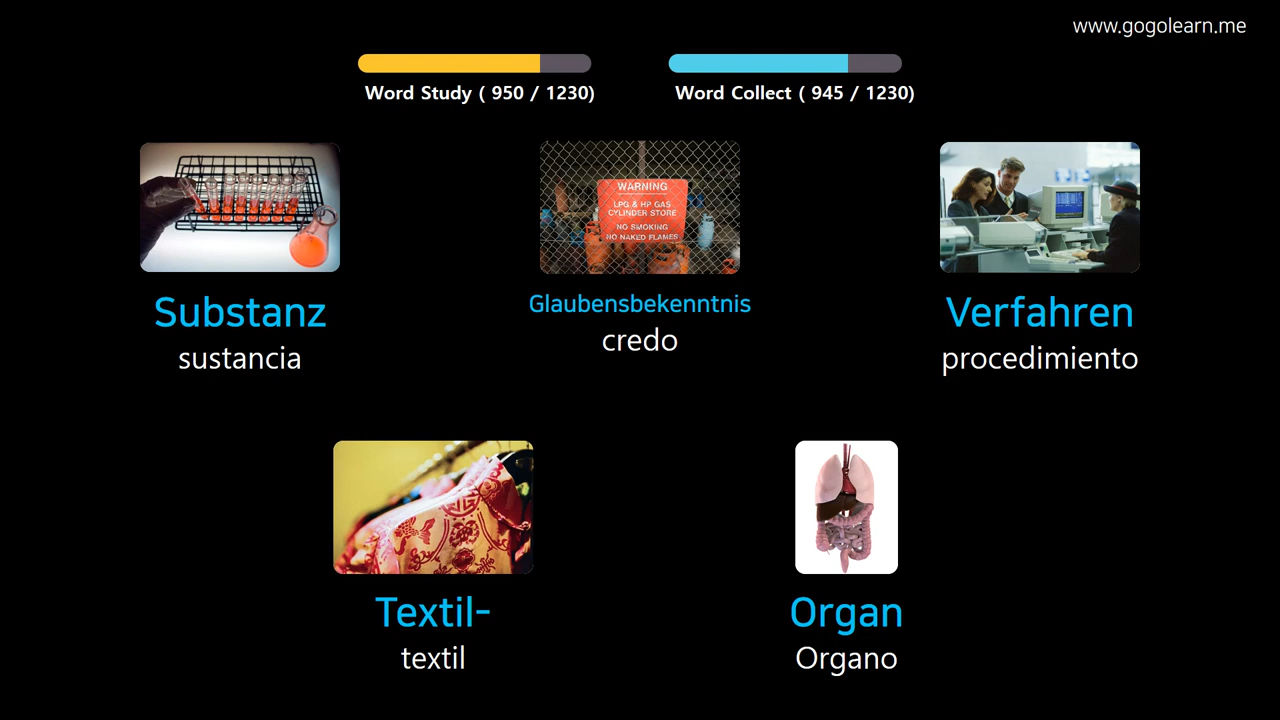 www.gogolearn.me
Word Study ( 950 / 1230)
Word Collect ( 945 / 1230)
WARNING
LPG & HP GAS
CYLINDER STORE
NO SMOKING
NO NAKED FLAMES
Substanz
sustancia
Glaubensbekenntnis
credo
Verfahren
procedimiento
Textil-
textil
Organ
Organo